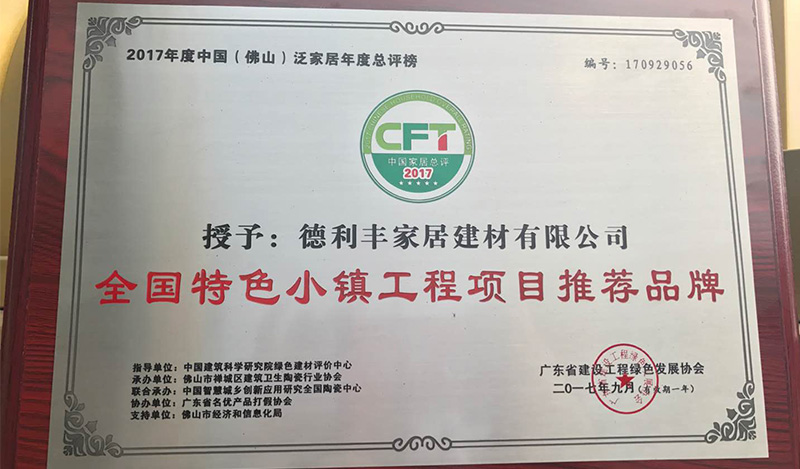 2017年度中国（佛山）泛家居年度总评榜
编号：170929056
CFT
中国家居总评
2017
授予：德利丰家居建材有限公司
全国特色小镇工程项目推荐品牌
指导单位：中国建筑科学研究院绿色建材评价中心
承办单位：佛山市禅城区建筑卫生陶瓷行业协会
联合承办：中国智慧城乡创新应用研究全国陶瓷中心
协办单位：广东省名优产品打假协会
支持单位：佛山市经济和信息化局
广东省建设工程绿色发展协会
二〇一七年九月（有效期一年）